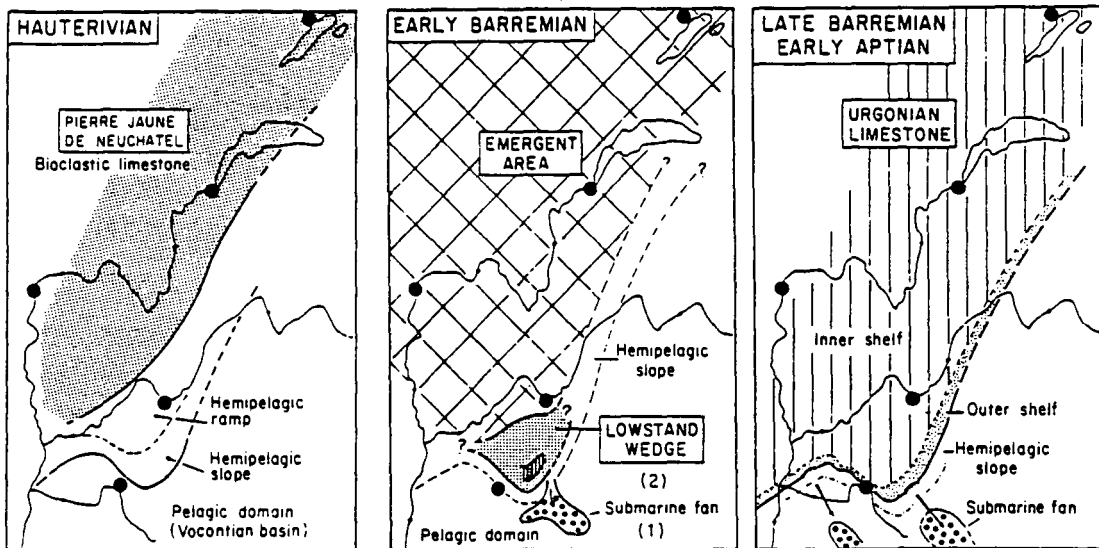 HAUTERIVIAN
PIERRE JAUNE
DE NEUCHATEL
Bioclastic limestone
Hemipelagic
ramp
Hemipelagic
slope
Pelagic domain
(Vocontian basin)
EARLY BARREMIAN
EMERGENT
AREA
?
?
Hemipelagic
slope
?
?
LOWSTAND
WEDGE
(2)
Submarine fan
(1)
Pelagic domain
LATE BARREMIAN
EARLY APTIAN
URGONIAN
LIMESTONE
Inner shelf
Outer shelf
Hemipelagic
slope
Submarine fan